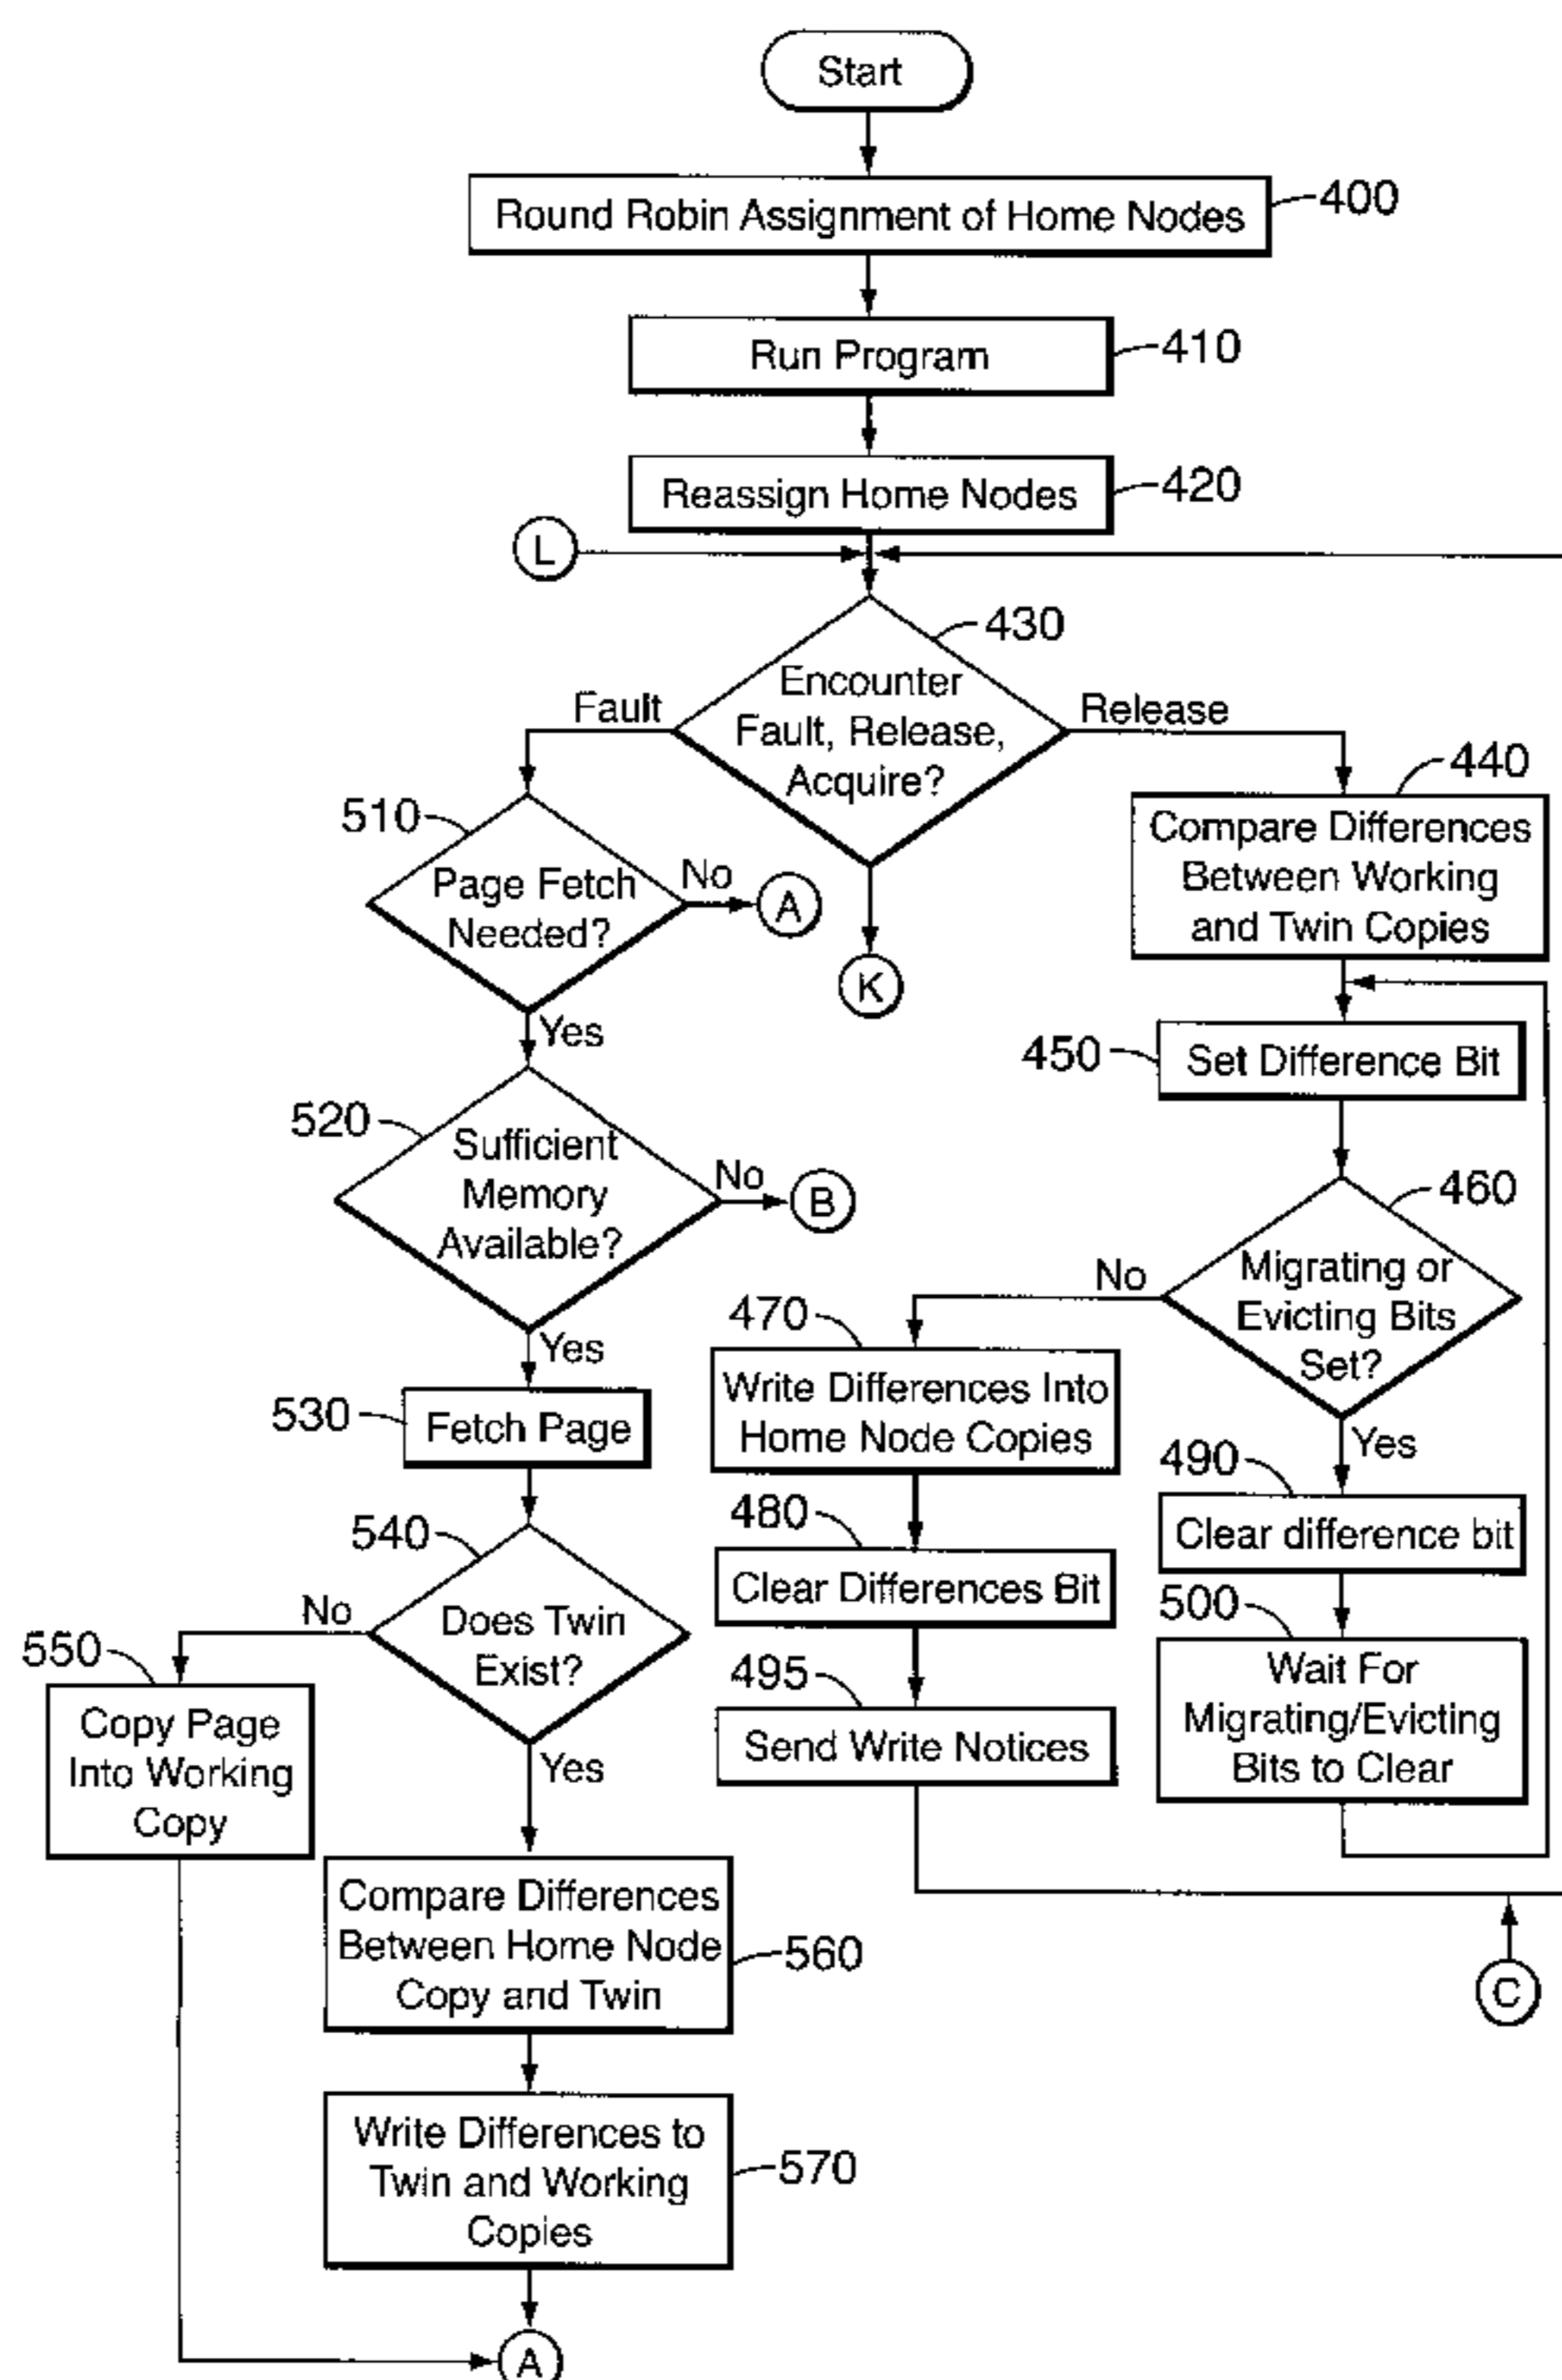 Start
Round Robin Assignment of Home Nodes
400
Run Program
410
Reassign Home Nodes
420
L
430
Encounter
Fault, Release,
Acquire?
Fault
Release
440
Compare Differences
Between Working
and Twin Copies
510
Page Fetch
Needed?
No
A
K
Yes
450
Set Difference Bit
520
Sufficient
Memory
Available?
No
B
Yes
460
Migrating or
Evicting Bits
Set?
No
Yes
470
Write Differences Into
Home Node Copies
530
Fetch Page
490
Clear difference bit
480
Clear Differences Bit
540
Does Twin
Exist?
No
Yes
500
Wait For
Migrating/Evicting
Bits to Clear
495
Send Write Notices
550
Copy Page
Into Working
Copy
Compare Differences
Between Home Node
Copy and Twin
560
C
Write Differences to
Twin and Working
Copies
570
A